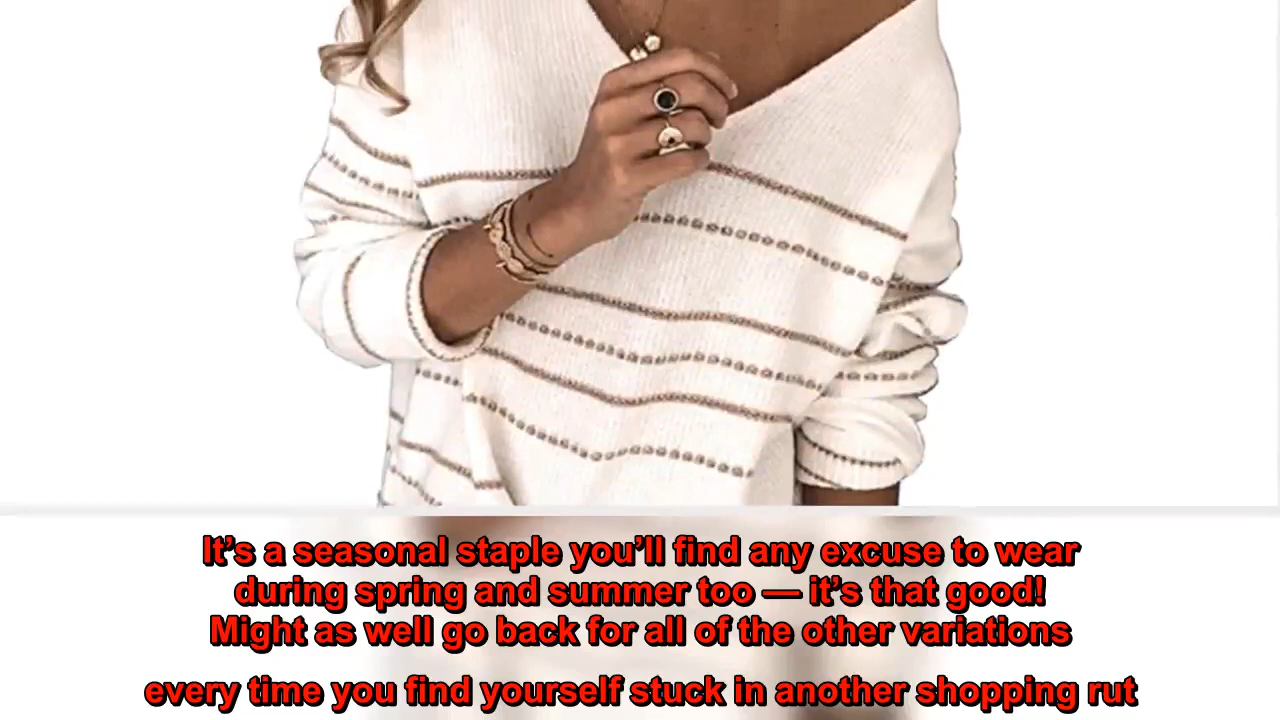 It’s a seasonal staple you’ll find any excuse to wear
during spring and summer too — it’s that good!
Might as well go back for all of the other variations
every time you find yourself stuck in another shopping rut